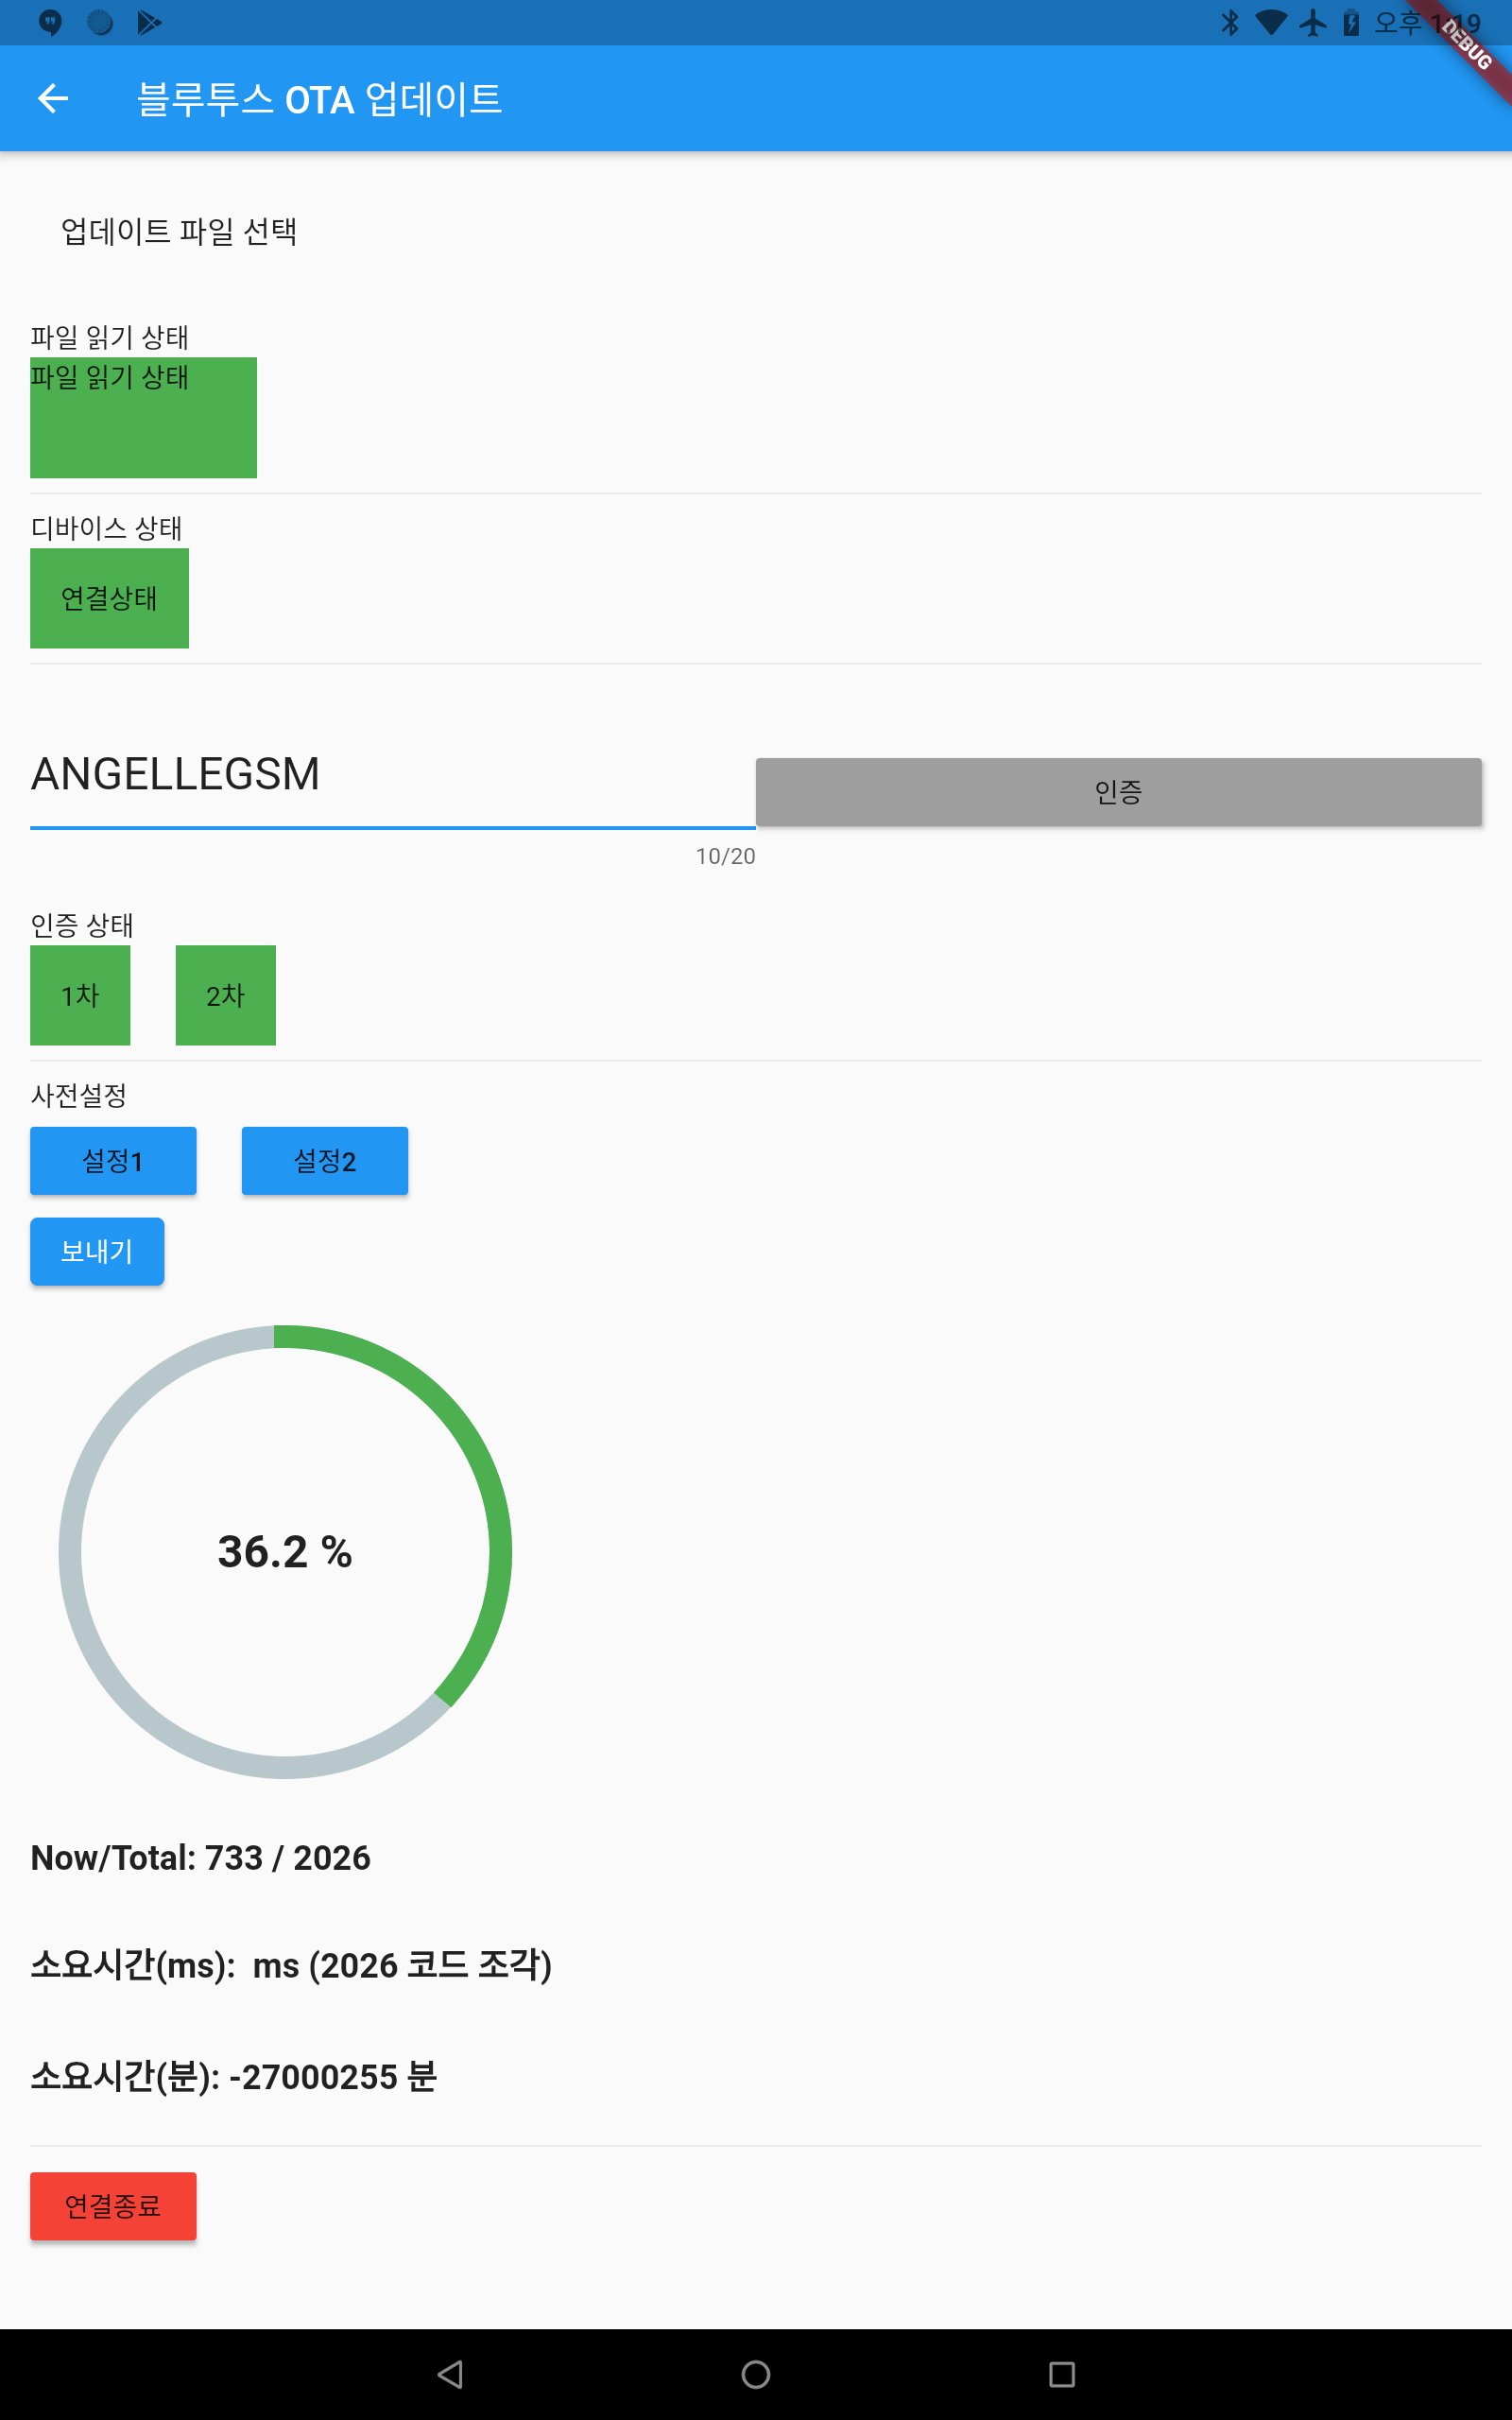 오후 1:19
DEBUG
블루투스 OTA 업데이트
업데이트 파일 선택
파일 읽기 상태
파일 읽기 상태
디바이스 상태
연결상태
ANGELLEGSM
인증
10/20
인증 상태
1차 2차
사전설정
설정1 설정2
보내기
36.2 %
Now/Total: 733 / 2026
소요시간(ms):  ms (2026 코드 조각)
소요시간(분): -27000255 분
연결종료